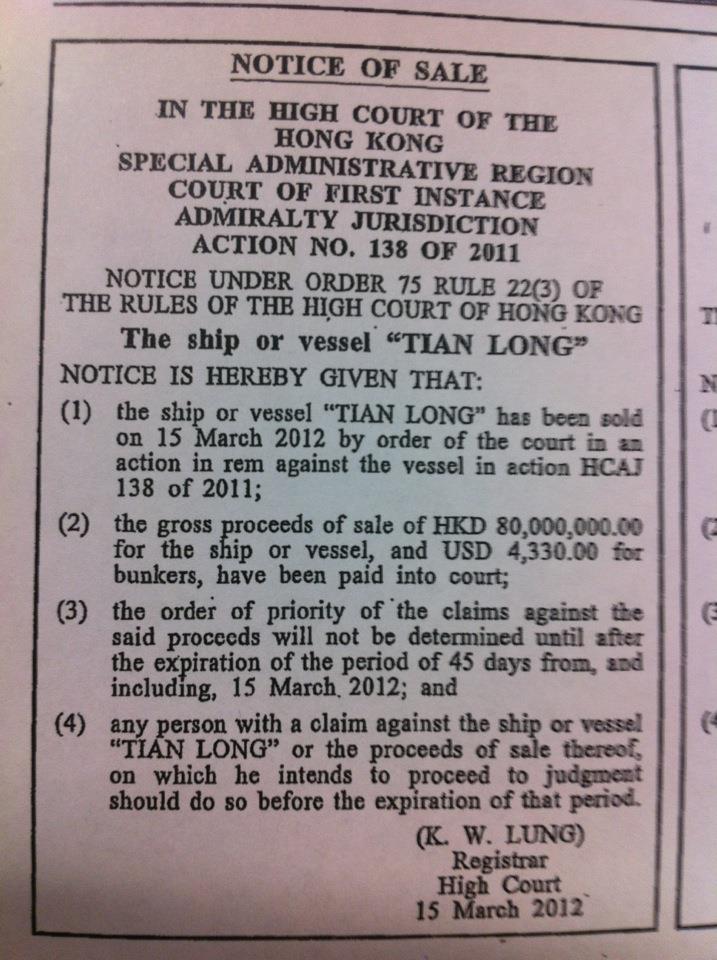 NOTICE OF SALE
IN THE HIGH COURT OF THE
HONG KONG
SPECIAL ADMINISTRATIVE REGION
COURT OF FIRST INSTANCE
ADMIRALTY JURISDICTION
ACTION NO. 138 OF 2011
NOTICE UNDER ORDER 75 RULE 22(3) OF
THE RULES OF THE HIGH COURT OF HONG KONG
The ship or vessel “TIAN LONG”
NOTICE IS HEREBY GIVEN THAT:
(1) the ship or vessel “TIAN LONG” has been sold
on 15 March 2012 by order of the court in an
action in rem against the vessel in action HCAJ
138 of 2011;
(2) the gross proceeds of sale of HKD 80,000,000.00
for the ship or vessel, and USD 4,330.00 for
bunkers, have been paid into court;
(3) the order of priority of the claims against the
said proceeds will not be determined until after
the expiration of the period of 45 days from, and
including, 15 March 2012; and
(4) any person with a claim against the ship or vessel
“TIAN LONG” or the proceeds of sale thereof,
on which he intends to proceed to judgment
should do so before the expiration of that period.
(K. W. LUNG)
Registrar
High Court
15 March 2012